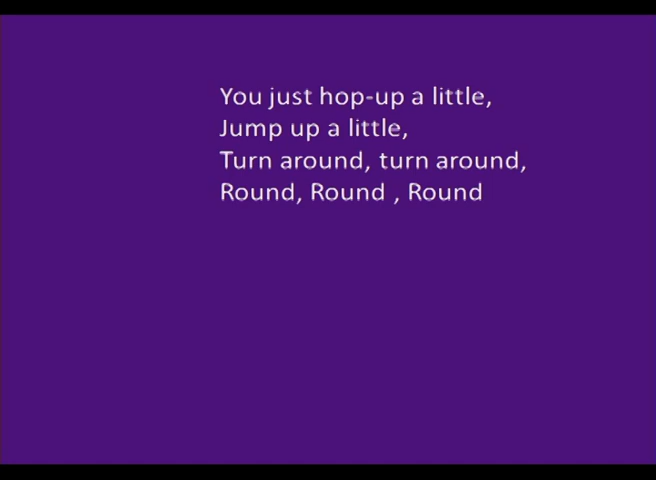 You just hop-up a little,
Jump up a little,
Turn around, turn around,
Round, Round , Round